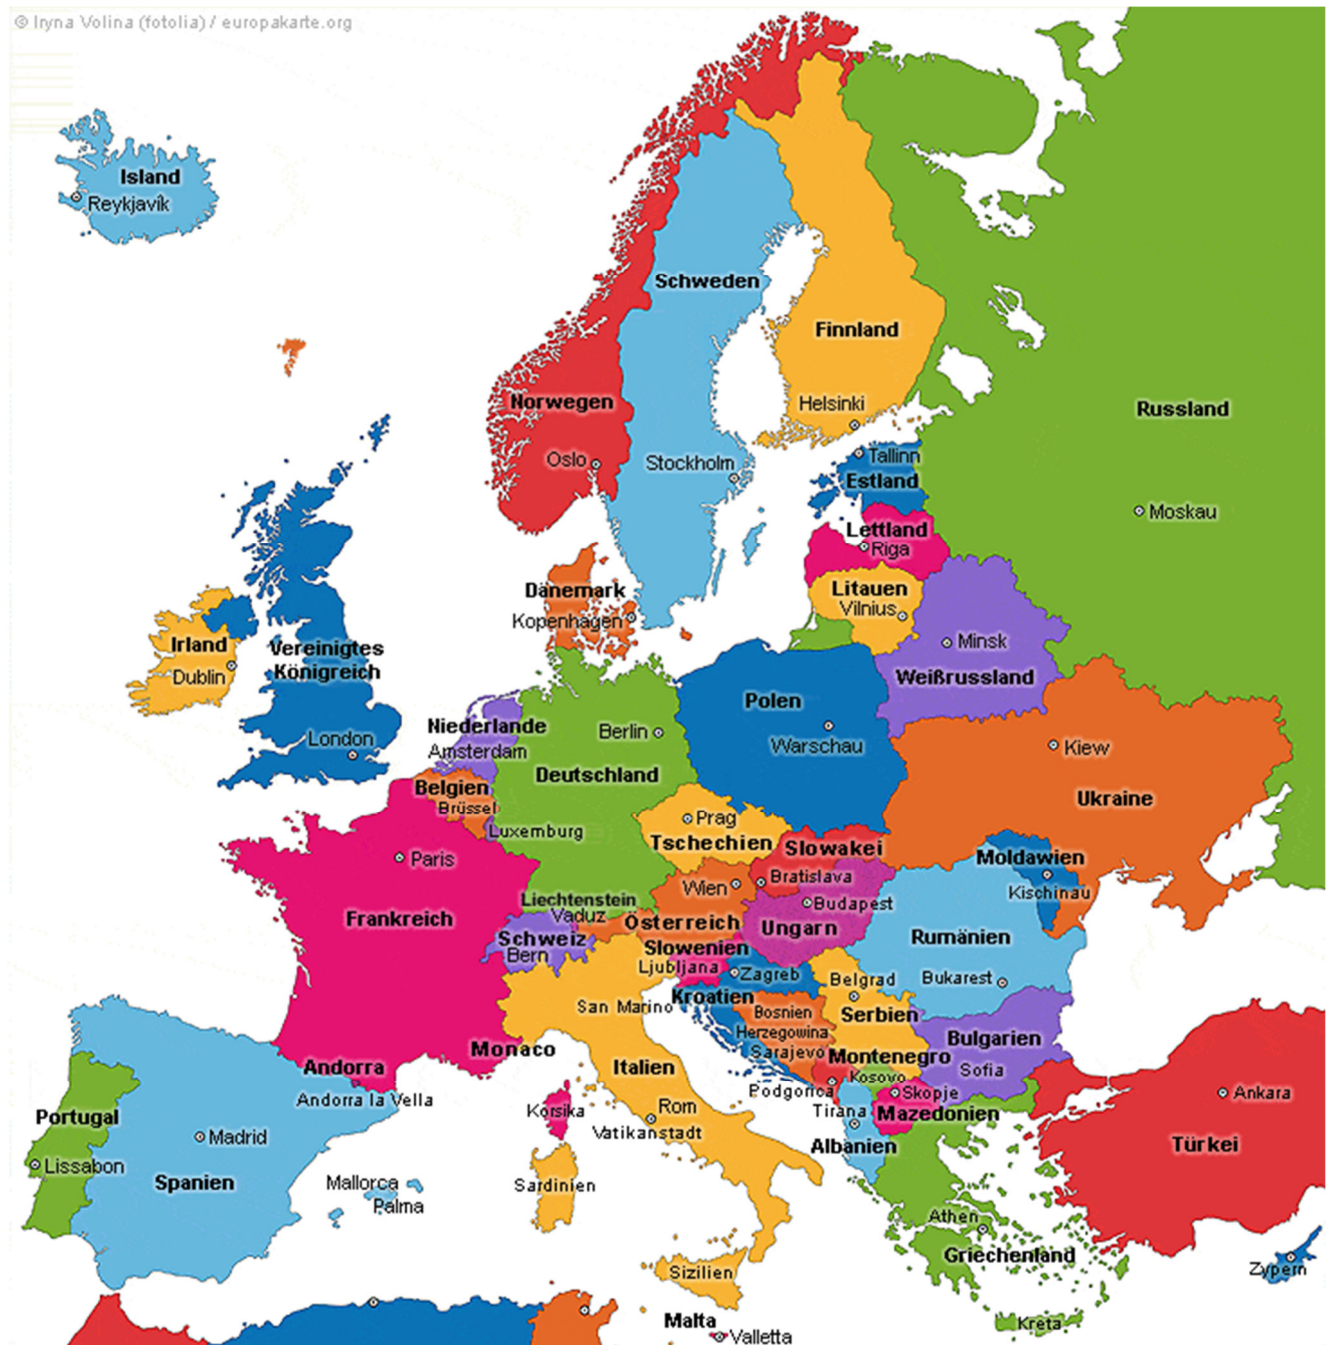 © Iryna Volina (fotolia) / europakarte.org
Island
Reykjavík
Schweden
Finnland
Norwegen
Helsinki
Russland
Oslo
Stockholm
Tallinn
Estland
Moskau
Lettland
Riga
Dänemark
Litauen
Vilnius
Kopenhagen
Irland
Dublin
Vereinigtes
Königreich
Minsk
Weißrussland
Polen
Warschau
Niederlande
Amsterdam
Berlin
London
Deutschland
Kiew
Ukraine
Belgien
Brüssel
Luxemburg
Prag
Tschechien
Slowakei
Bratislava
Moldawien
Kischinau
Paris
Frankreich
Wien
Liechtenstein
Vaduz
Österreich
Budapest
Ungarn
Schweiz
Bern
Slowenien
Ljubljana
Zagreb
Kroatien
Rumänien
Bukarest
Belgrad
Serbien
San Marino
Bosnien
Herzegowina
Sarajevo
Montenegro
Kosovo
Podgorica
Bulgarien
Sofia
Monaco
Andorra
Andorra la Vella
Italien
Korsika
Rom
Vatikanstadt
Skopje
Mazedonien
Tirana
Albanien
Ankara
Türkei
Portugal
Lissabon
Madrid
Spanien
Mallorca
Palma
Sardinien
Athen
Griechenland
Zypern
Sizilien
Malta
Valletta
Kreta